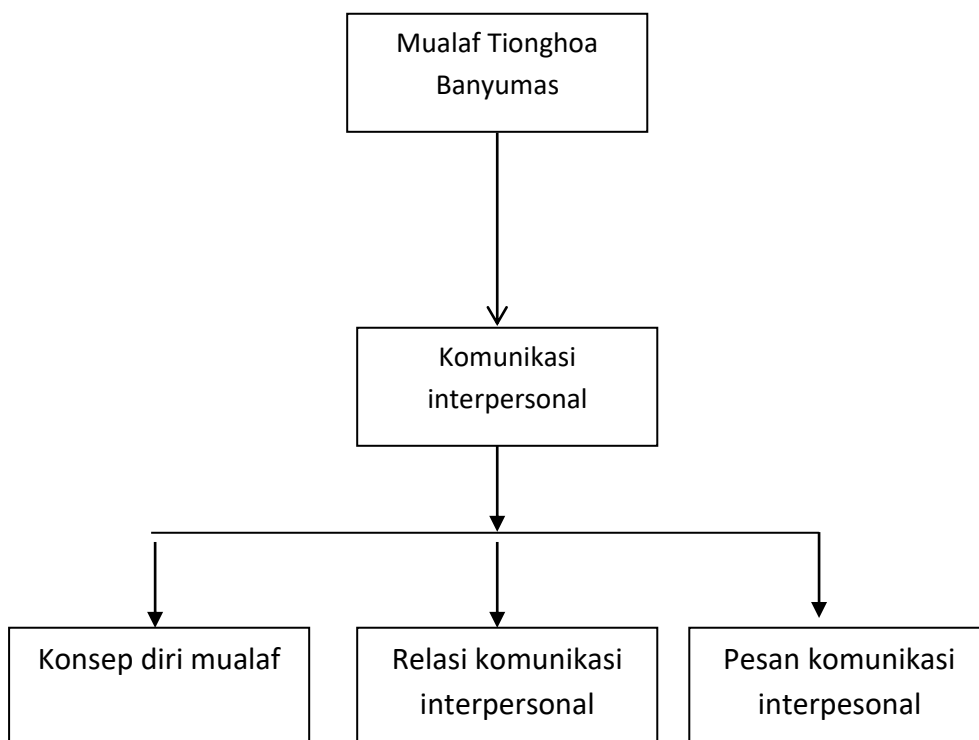 Mualaf Tionghoa
Banyumas
Komunikasi
interpersonal
Konsep diri mualaf
Relasi komunikasi
interpersonal
Pesan komunikasi
interpesonal